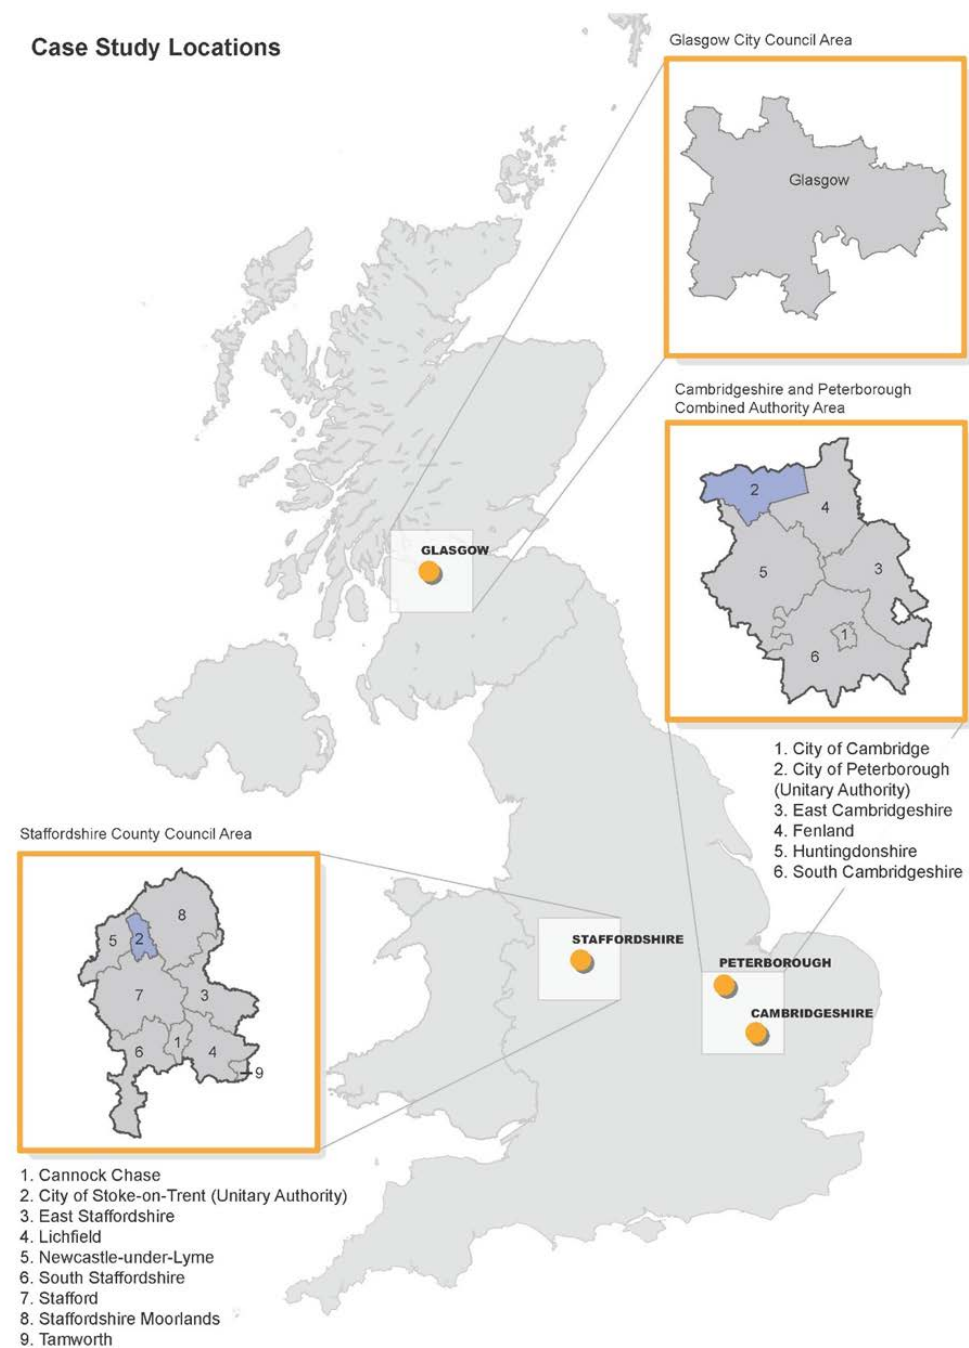 Case Study Locations
Glasgow City Council Area
Glasgow
Cambridgeshire and Peterborough
Combined Authority Area
2
4
5
3
1
6
GLASGOW
1. City of Cambridge
2. City of Peterborough
(Unitary Authority)
3. East Cambridgeshire
4. Fenland
5. Huntingdonshire
6. South Cambridgeshire
Staffordshire County Council Area
8
5
2
7
3
6
1
4
9
STAFFORDSHIRE
PETERBOROUGH
CAMBRIDGESHIRE
1. Cannock Chase
2. City of Stoke-on-Trent (Unitary Authority)
3. East Staffordshire
4. Lichfield
5. Newcastle-under-Lyme
6. South Staffordshire
7. Stafford
8. Staffordshire Moorlands
9. Tamworth